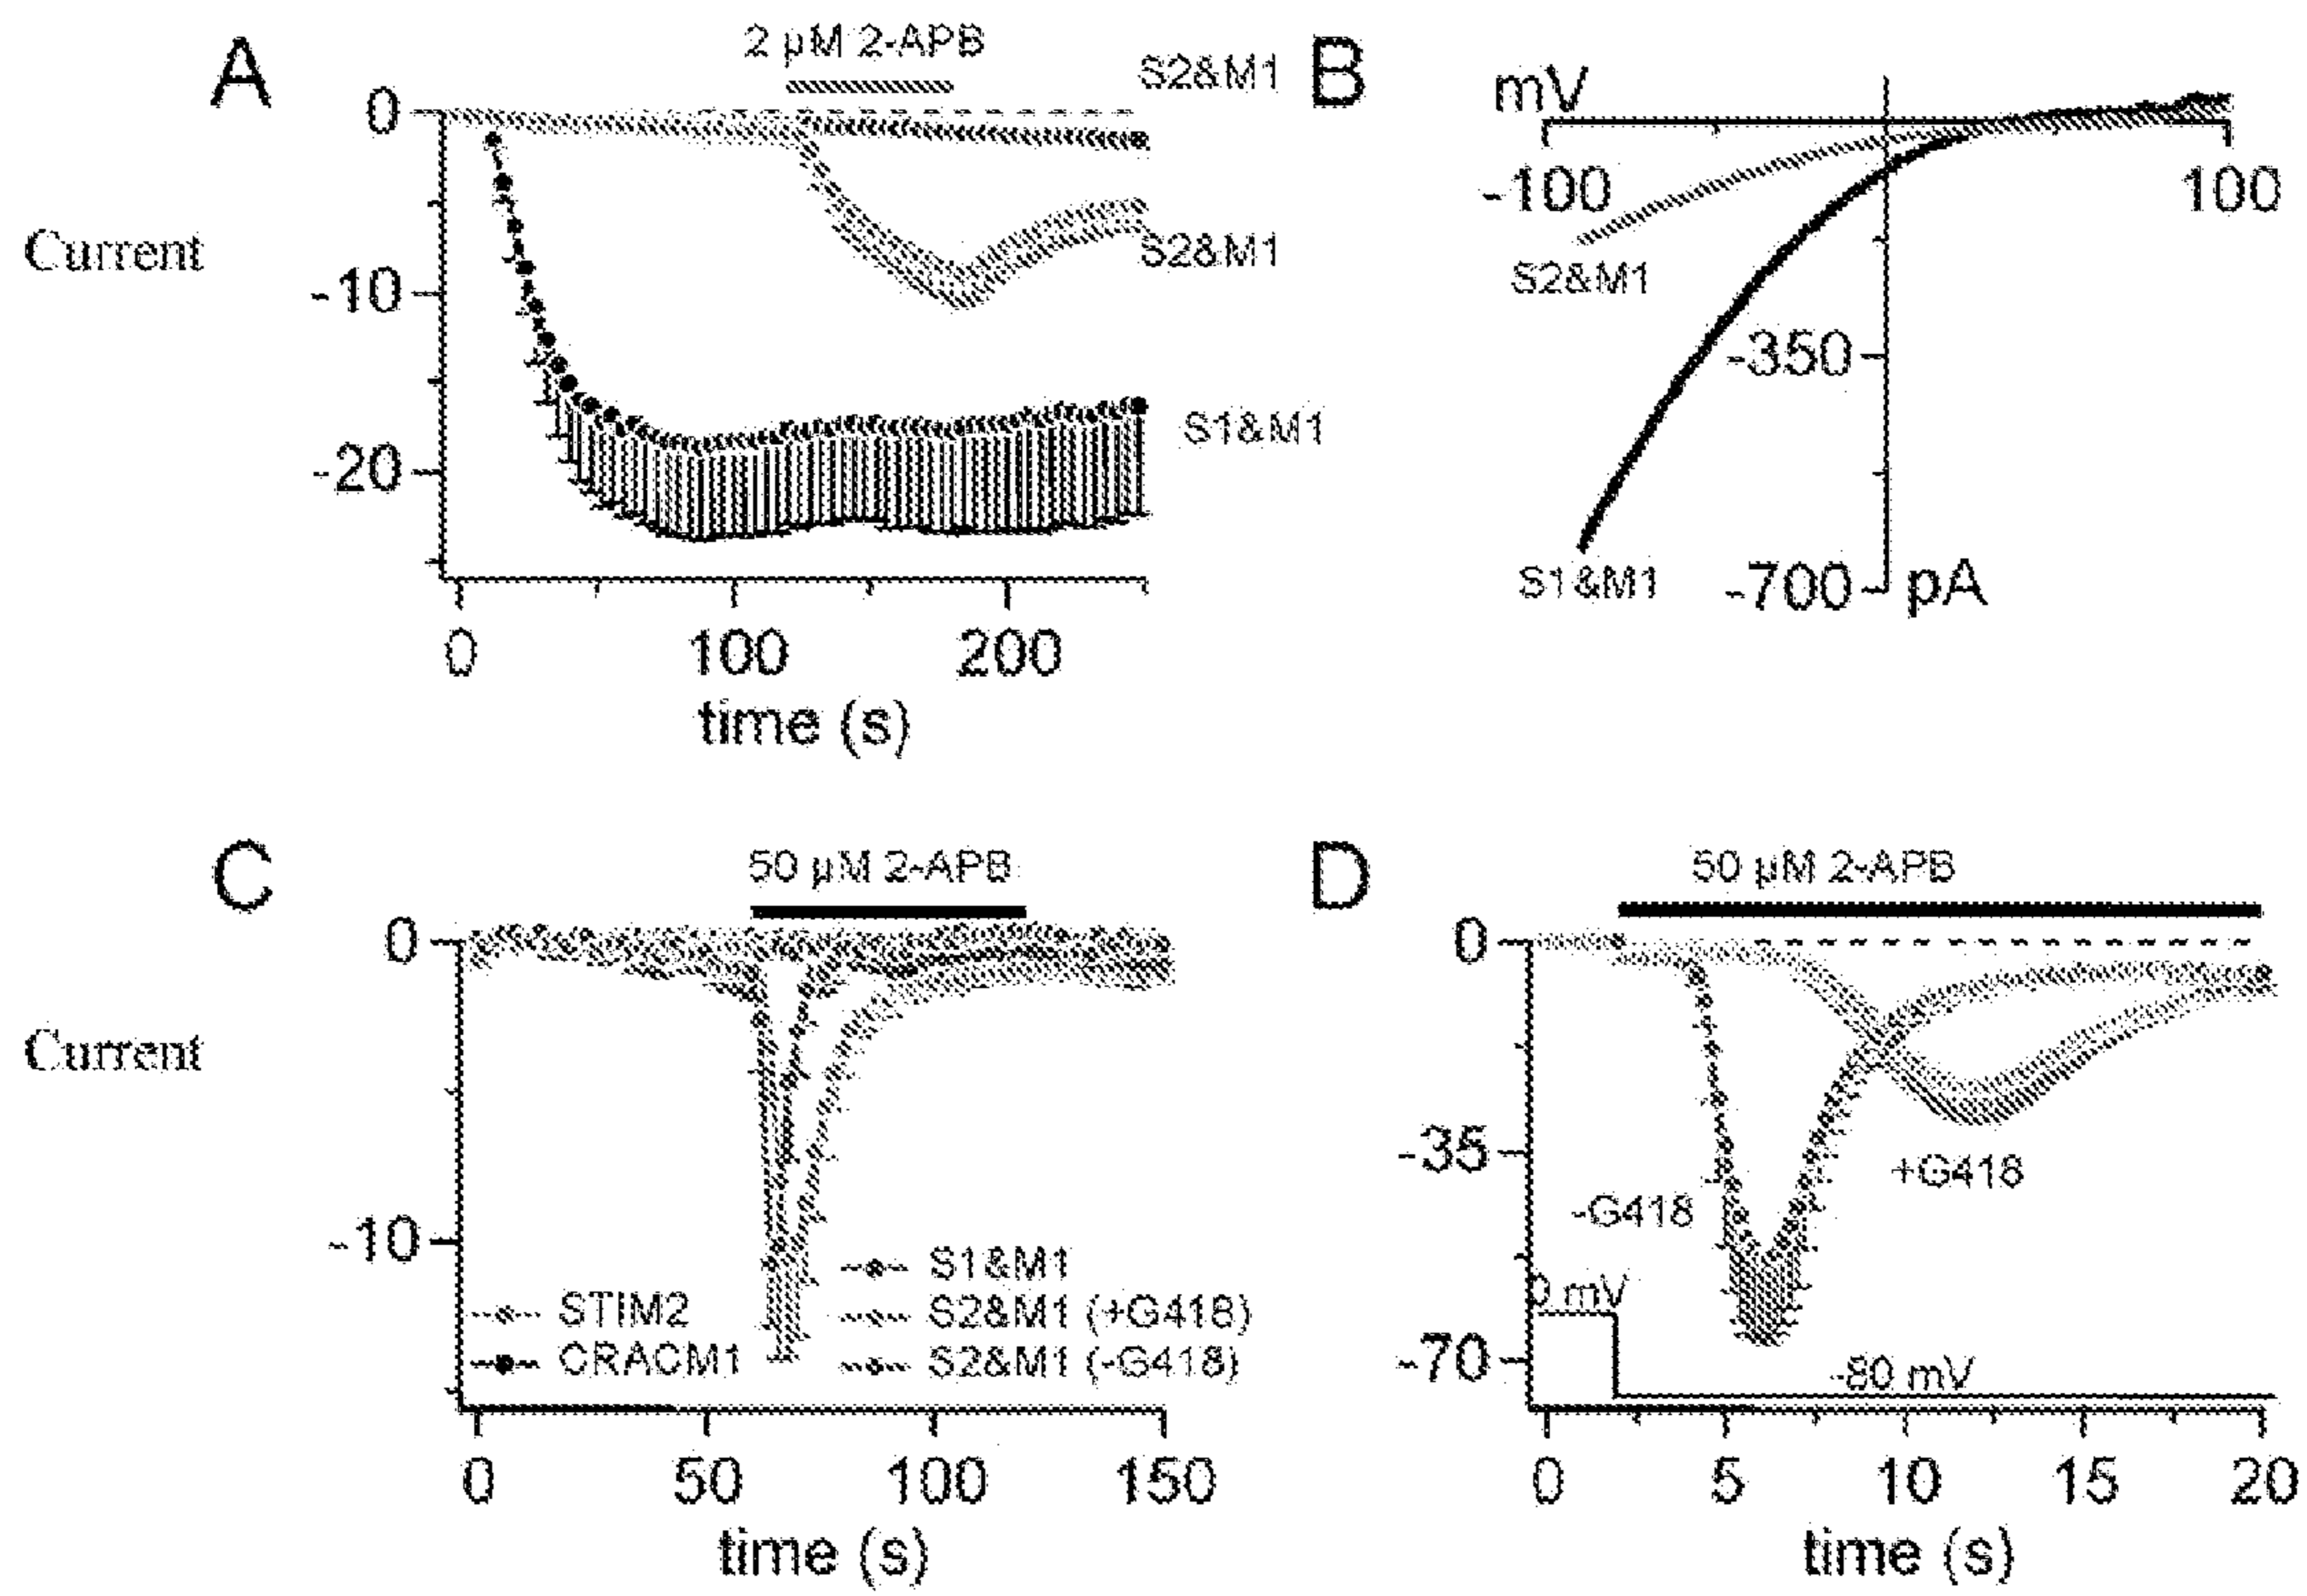 A
2 µM 2-APB
S2&M1
0
Current
S2&M1
-10
S1&M1
-20
0 100 200
time (s)
B
mV
-100
100
S2&M1
-350
S1&M1
-700
pA
C
50 µM 2-APB
0
Current
-10
S1&M1
STIM2
S2&M1 (+G418)
CRACM1
S2&M1 (-G418)
0 50 100 150
time (s)
D
50 µM 2-APB
0
-35
+G418
-G418
0 mV
-70
-80 mV
0 5 10 15 20
time (s)